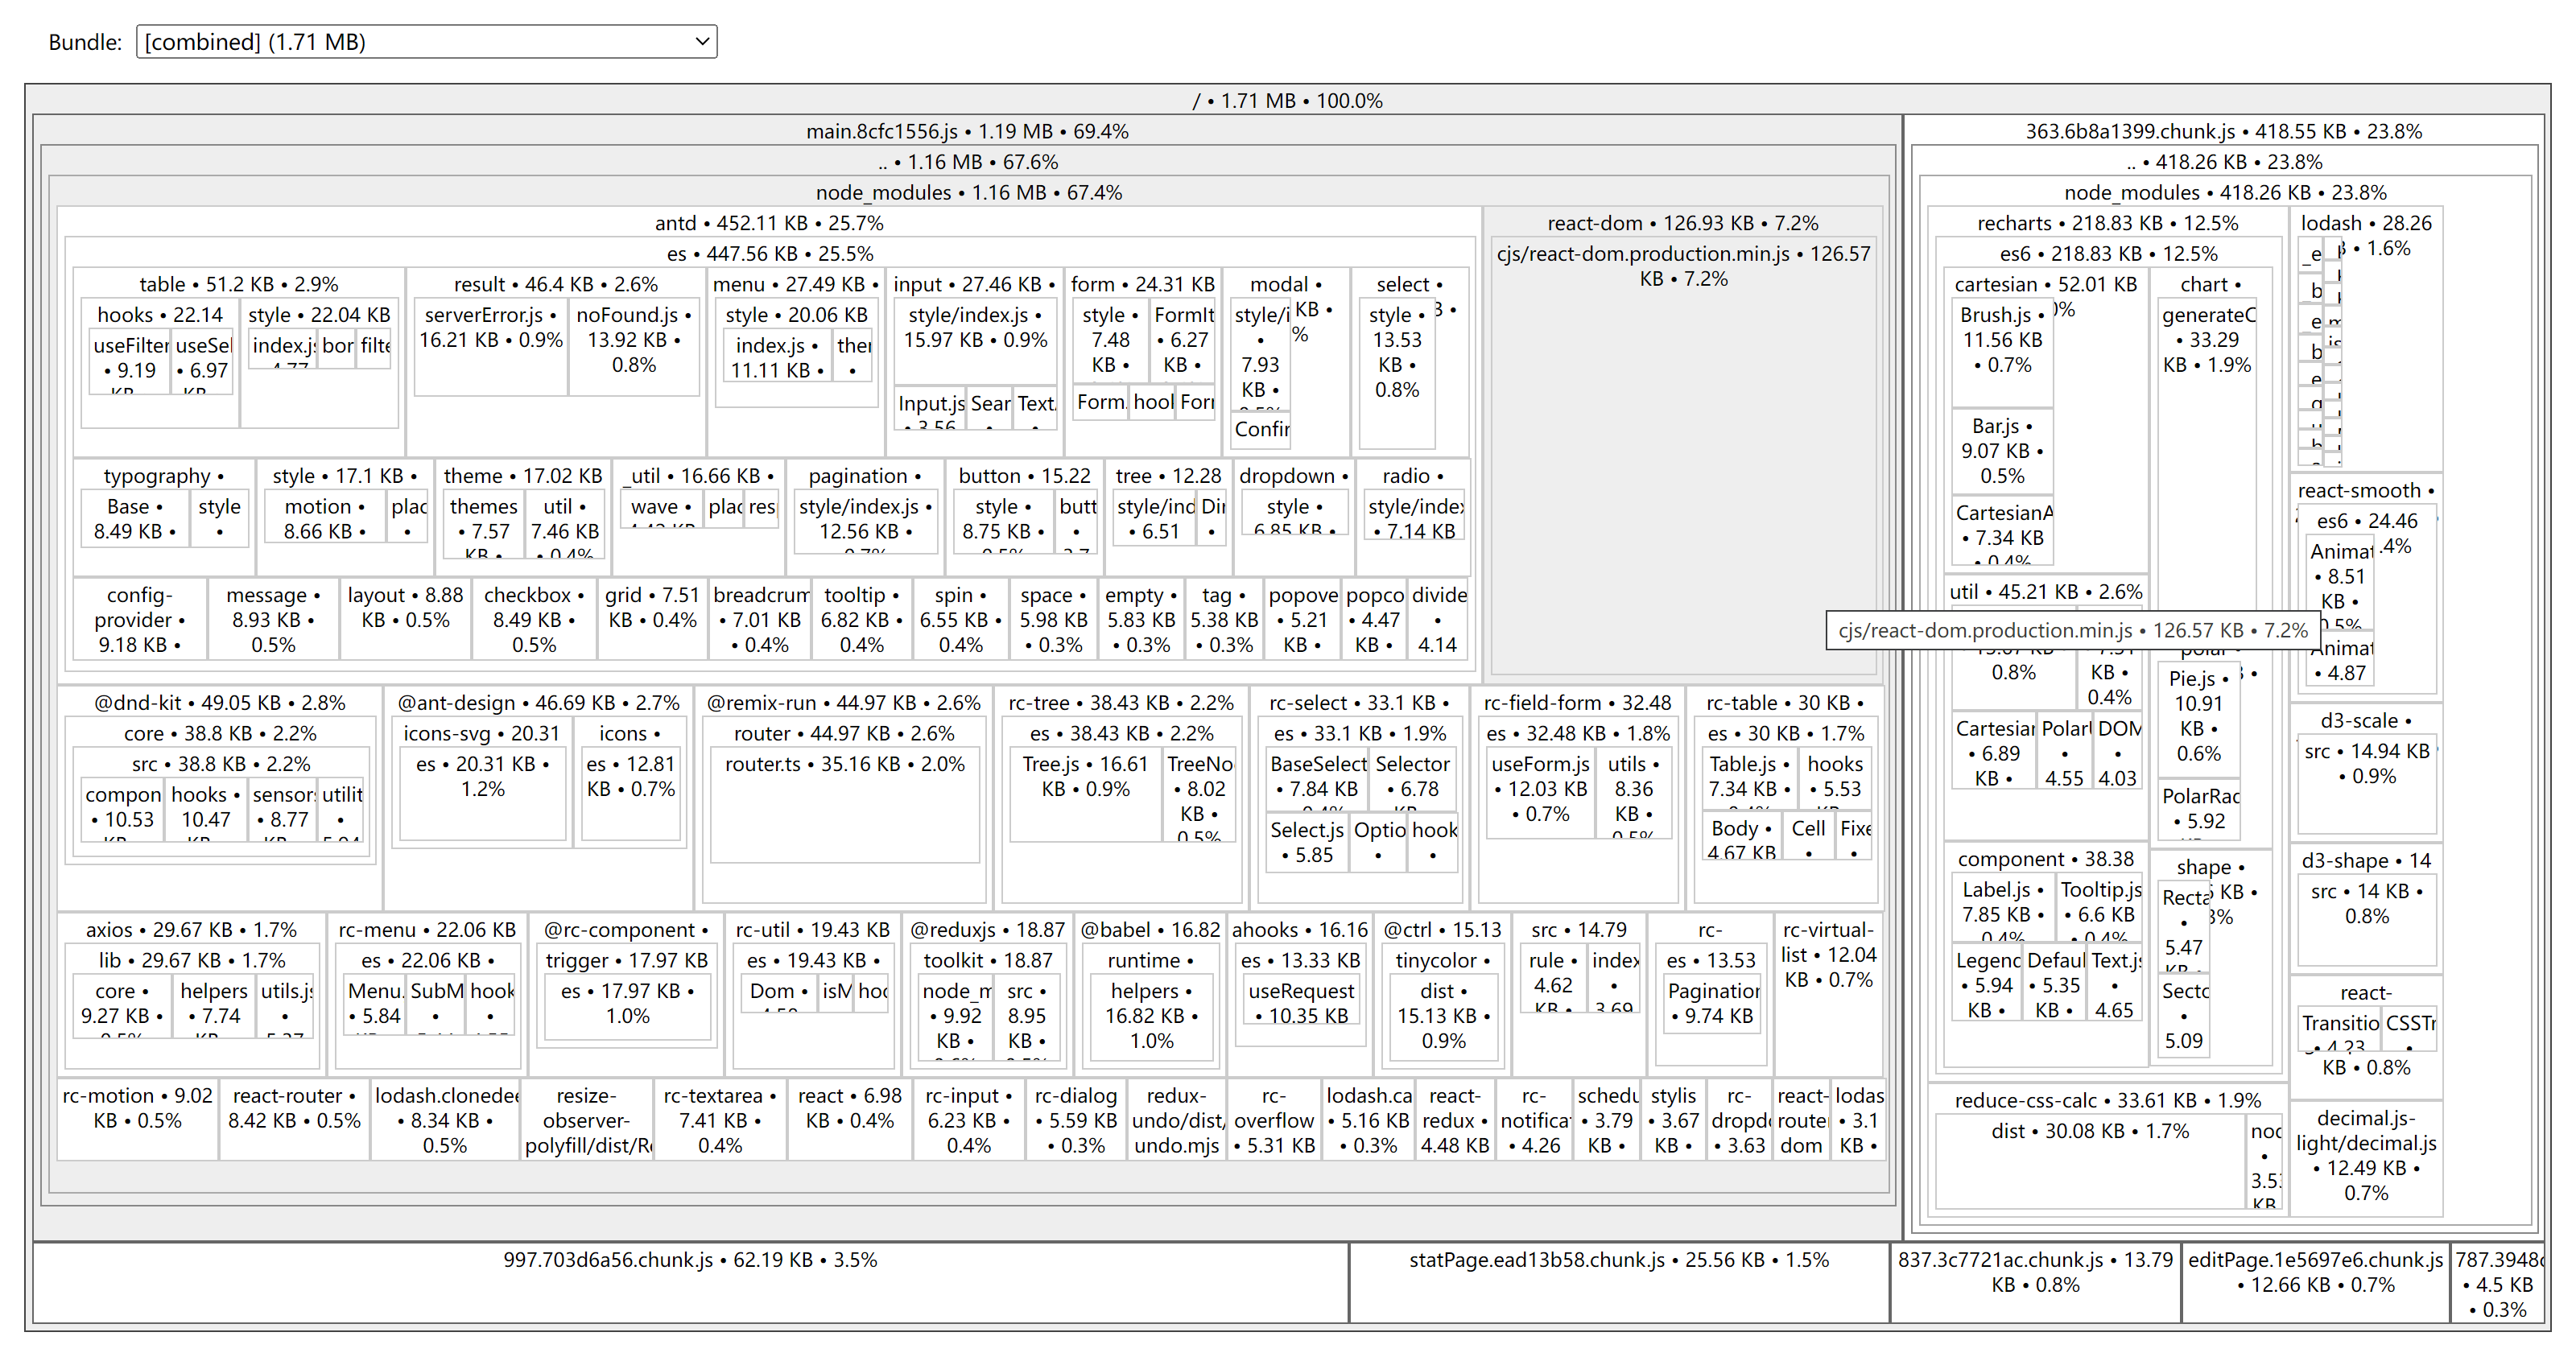 Bundle: [combined] (1.71 MB)
/ • 1.71 MB • 100.0%
main.8cfc1556.js • 1.19 MB • 69.4%
.. • 1.16 MB • 67.6%
node_modules • 1.16 MB • 67.4%
antd • 452.11 KB • 25.7%
es • 447.56 KB • 25.5%
table • 51.2 KB • 2.9%
hooks • 22.14
• 9.19
• 6.97
style • 22.04 KB
index.js
result • 46.4 KB • 2.6%
serverError.js •
16.21 KB • 0.9%
noFound.js •
13.92 KB •
0.8%
menu • 27.49 KB •
style • 20.06 KB
index.js •
11.11 KB •
input • 27.46 KB •
style/index.js •
15.97 KB • 0.9%
Input.js
form • 24.31 KB
style •
7.48
KB •
• 6.27
KB •
modal •
7.93
KB •
select •
style •
13.53
KB •
0.8%
typography •
Base •
8.49 KB •
style
•
style • 17.1 KB •
motion •
8.66 KB •
theme • 17.02 KB
themes
• 7.57
util •
7.46 KB
• 0.4%
_util • 16.66 KB •
wave •
pagination •
style/index.js •
12.56 KB •
button • 15.22
style •
8.75 KB •
tree • 12.28
• 6.51
dropdown •
style •
6.85 KB •
radio •
• 7.14 KB
config-
provider •
9.18 KB •
message •
8.93 KB •
0.5%
layout • 8.88
KB • 0.5%
checkbox •
8.49 KB •
0.5%
grid • 7.51
KB • 0.4%
breadcrum
• 7.01 KB
• 0.4%
tooltip •
6.82 KB •
0.4%
spin •
6.55 KB •
0.4%
space •
5.98 KB
• 0.3%
empty •
5.83 KB
• 0.3%
tag •
5.38 KB
• 0.3%
popove
• 5.21
KB •
popco
• 4.47
KB •
divide
•
4.14
react-dom • 126.93 KB • 7.2%
cjs/react-dom.production.min.js • 126.57
KB • 7.2%
@dnd-kit • 49.05 KB • 2.8%
core • 38.8 KB • 2.2%
src • 38.8 KB • 2.2%
compon
• 10.53
hooks •
10.47
sensor
• 8.77
utilit
•
@ant-design • 46.69 KB • 2.7%
icons-svg • 20.31
es • 20.31 KB •
1.2%
icons •
es • 12.81
KB • 0.7%
@remix-run • 44.97 KB • 2.6%
router • 44.97 KB • 2.6%
router.ts • 35.16 KB • 2.0%
rc-tree • 38.43 KB • 2.2%
es • 38.43 KB • 2.2%
Tree.js • 16.61
KB • 0.9%
TreeNo
• 8.02
KB •
0.5%
rc-select • 33.1 KB •
es • 33.1 KB • 1.9%
BaseSelect
• 7.84 KB
Selector
• 6.78
Select.js
• 5.85
Optio
•
hook
•
rc-field-form • 32.48
es • 32.48 KB • 1.8%
useForm.js
• 12.03 KB
• 0.7%
utils •
8.36
KB •
0.5%
rc-table • 30 KB •
es • 30 KB • 1.7%
Table.js •
7.34 KB •
hooks
• 5.53
Body •
4.67 KB
Cell
•
Fixe
•
axios • 29.67 KB • 1.7%
lib • 29.67 KB • 1.7%
core •
9.27 KB •
helpers
• 7.74
utils.js
rc-menu • 22.06 KB
es • 22.06 KB •
Menu.
• 5.84
SubM
•
hook
@rc-component •
trigger • 17.97 KB
es • 17.97 KB •
1.0%
rc-util • 19.43 KB
es • 19.43 KB •
Dom •
@reduxjs • 18.87
toolkit • 18.87
node_m
• 9.92
KB •
src •
8.95
KB •
@babel • 16.82
runtime •
helpers •
16.82 KB •
1.0%
ahooks • 16.16
es • 13.33 KB
useRequest
• 10.35 KB
@ctrl • 15.13
tinycolor •
dist •
15.13 KB •
0.9%
src • 14.79
rule •
4.62
KB •
index
•
3.69
rc-
es • 13.53
Pagination
• 9.74 KB
rc-virtual-
list • 12.04
KB • 0.7%
rc-motion • 9.02
KB • 0.5%
react-router •
8.42 KB • 0.5%
lodash.clonedee
• 8.34 KB •
0.5%
resize-
observer-
polyfill/dist/Re
rc-textarea •
7.41 KB •
0.4%
react • 6.98
KB • 0.4%
rc-input •
6.23 KB •
0.4%
rc-dialog
• 5.59 KB
• 0.3%
redux-
undo/dist/
undo.mjs
rc-
overflow
• 5.31 KB
lodash.ca
• 5.16 KB
• 0.3%
react-
redux •
4.48 KB
rc-
notificat
• 4.26
schedu
• 3.79
KB •
stylis
• 3.67
KB •
rc-
dropdo
• 3.63
react-
route
dom
lodas
• 3.1
KB •
363.6b8a1399.chunk.js • 418.55 KB • 23.8%
.. • 418.26 KB • 23.8%
node_modules • 418.26 KB • 23.8%
recharts • 218.83 KB • 12.5%
es6 • 218.83 KB • 12.5%
cartesian • 52.01 KB
Brush.js •
11.56 KB
• 0.7%
Bar.js •
9.07 KB •
0.5%
CartesianA
• 7.34 KB
• 0.4%
chart •
generateC
• 33.29
KB • 1.9%
util • 45.21 KB • 2.6%
cjs/react-dom.production.min.js • 126.57 KB • 7.2%
0.8%
KB •
0.4%
Cartesian
• 6.89
KB •
PolarU
•
4.55
DOM
•
4.03
Pie.js •
10.91
KB •
0.6%
PolarRad
• 5.92
component • 38.38
Label.js •
7.85 KB •
0.4%
Tooltip.js
• 6.6 KB
• 0.4%
Legend
• 5.94
KB •
Defaul
• 5.35
KB •
Text.js
•
4.65
shape •
Recta
•
5.47
Secto
•
5.09
reduce-css-calc • 33.61 KB • 1.9%
dist • 30.08 KB • 1.7%
lodash • 28.26
• 1.6%
react-smooth •
es6 • 24.46
Animat
• 8.51
KB •
0.5%
Animat
• 4.87
d3-scale •
src • 14.94 KB
• 0.9%
d3-shape • 14
src • 14 KB •
0.8%
react-
Transitio
CSSTr
KB • 0.8%
decimal.js-
light/decimal.js
• 12.49 KB •
0.7%
997.703d6a56.chunk.js • 62.19 KB • 3.5%
statPage.ead13b58.chunk.js • 25.56 KB • 1.5%
837.3c7721ac.chunk.js • 13.79
KB • 0.8%
editPage.1e5697e6.chunk.js
• 12.66 KB • 0.7%
787.3948c
• 4.5 KB
• 0.3%